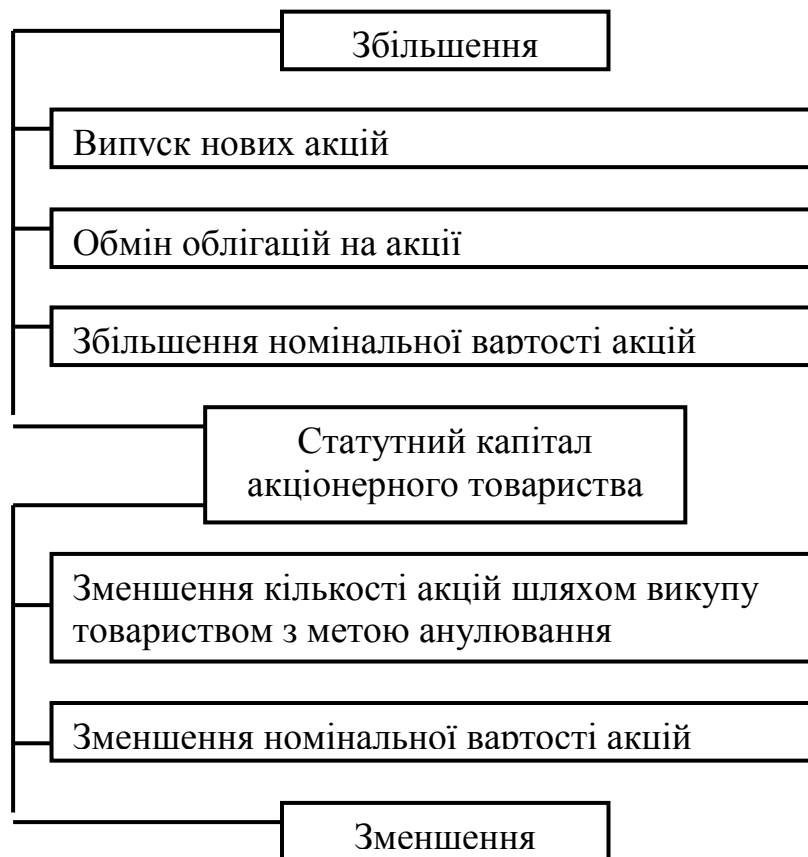 Збільшення
Випуск нових акцій
Обмін облігацій на акції
Збільшення номінальної вартості акцій
Статутний капітал
акціонерного товариства
Зменшення кількості акцій шляхом викупу
товариством з метою анулювання
Зменшення номінальної вартості акцій
Зменшення